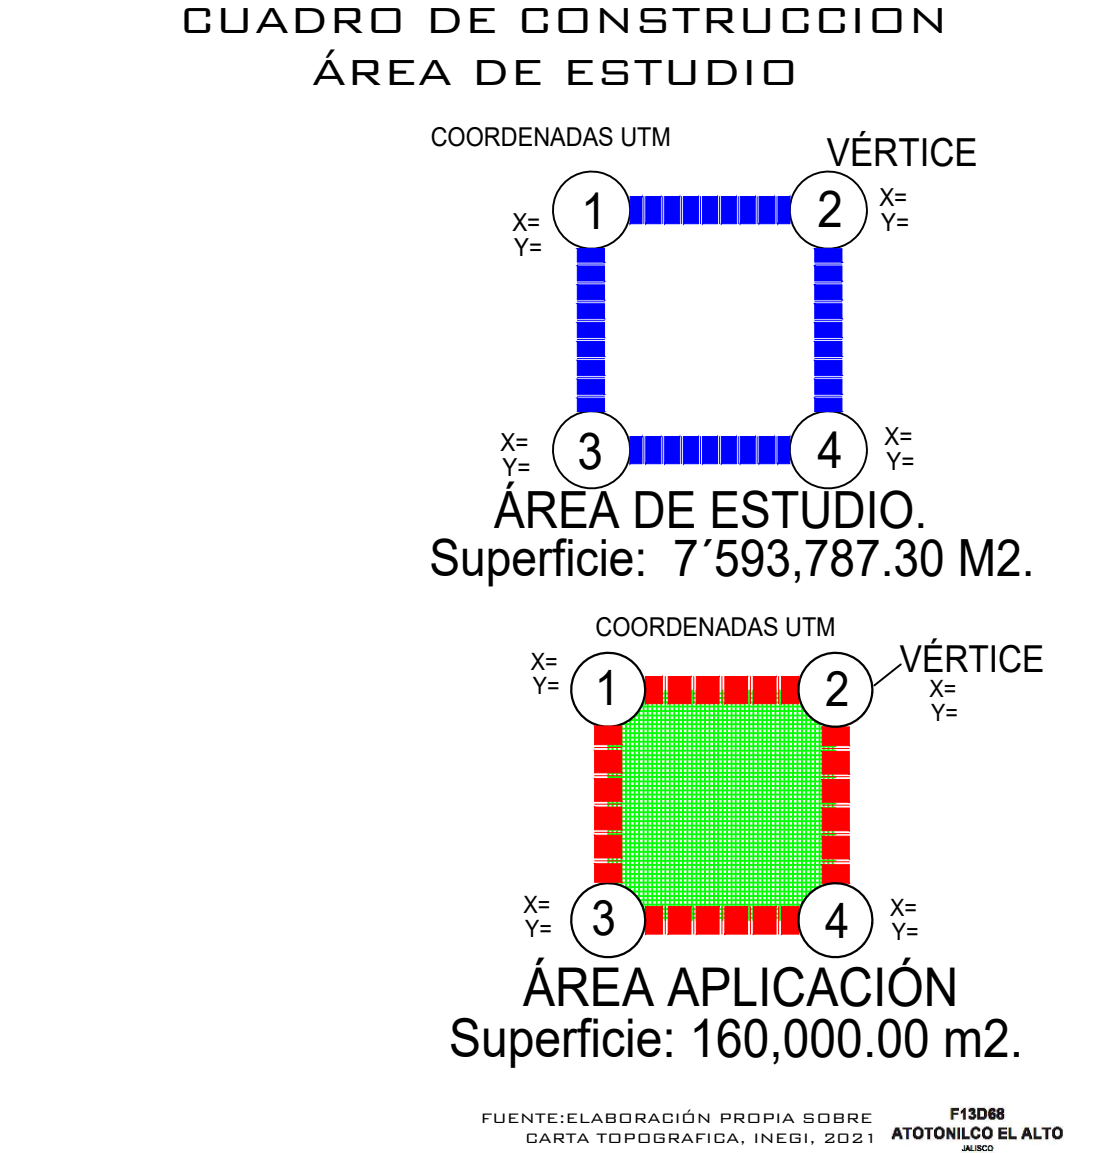 CUADRO DE CONSTRUCCION
ÁREA DE ESTUDIO
COORDENADAS UTM
VÉRTICE
1
2
X=
Y=
X=
Y=
3
4
X=
Y=
X=
Y=
ÁREA DE ESTUDIO.
Superficie: 7´593,787.30 M2.
COORDENADAS UTM
VÉRTICE
X=
Y=
1
2
X=
Y=
X=
Y=
3
4
X=
Y=
ÁREA APLICACIÓN
Superficie: 160,000.00 m2.
FUENTE:ELABORACIÓN PROPIA SOBRE
CARTA TOPOGRAFICA, INEGI, 2021
F13D68
ATOTONILCO EL ALTO
JALISCO